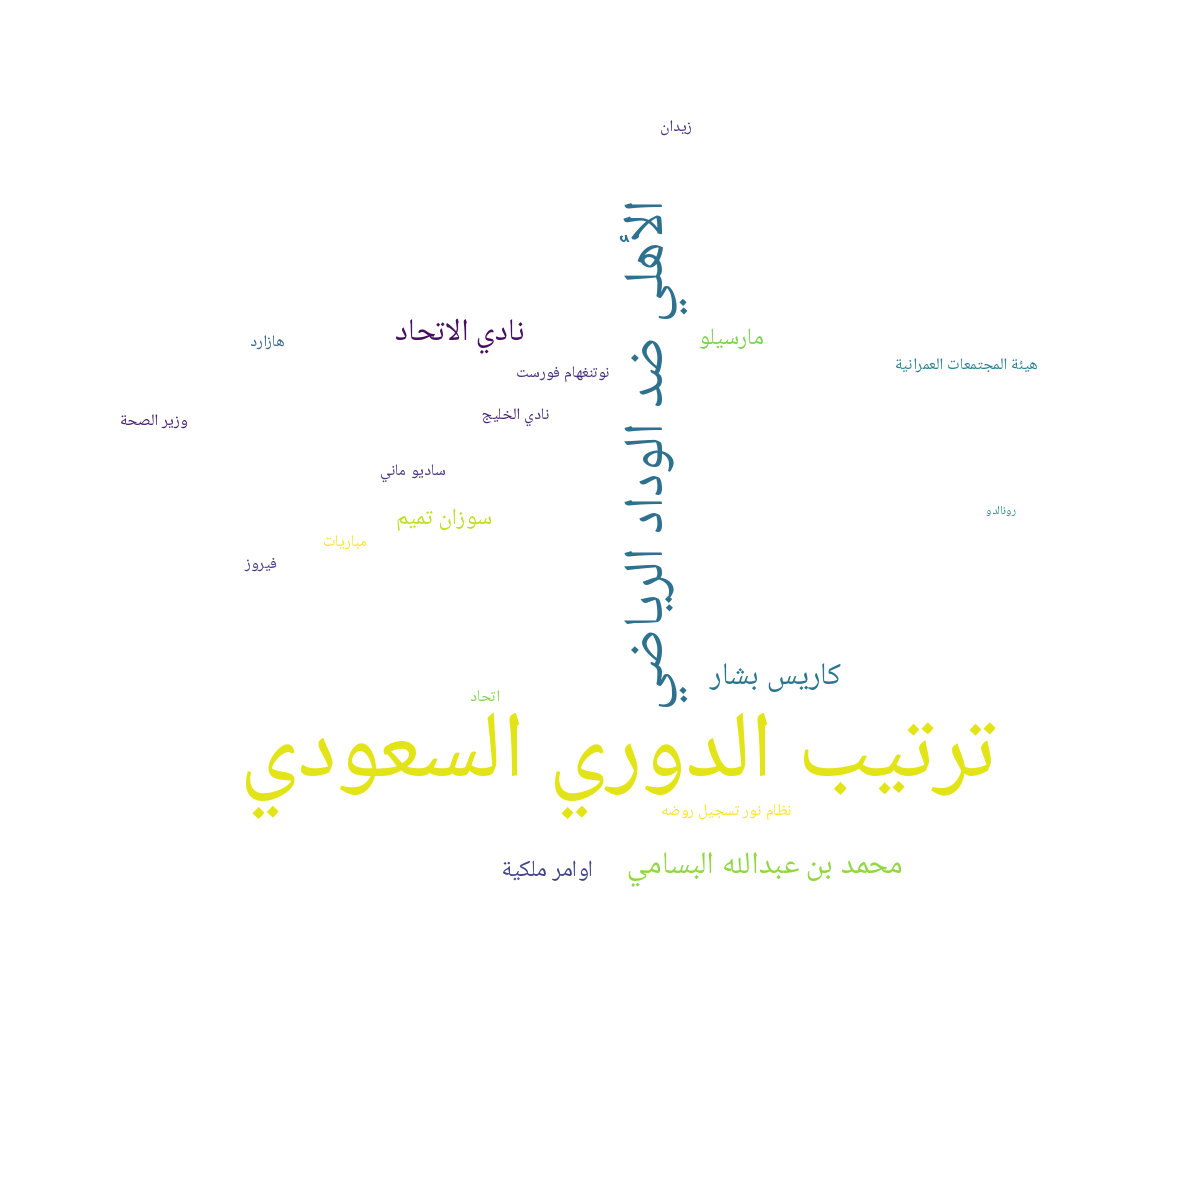 زيدان
الأهلي ضد الوداد الرياضي
نادي الاتحاد
مارسيلو
هازارد
هيئة المجتمعات العمرانية
نوتنغهام فورست
نادي الخليج
وزير الصحة
ساديو ماني
رونالدو
سوزان تميم
مباريات
فيروز
كاريس بشار
اتحاد
ترتيب الدوري السعودي
نظام نور تسجيل روضه
محمد بن عبدالله البسامي
اوامر ملكية